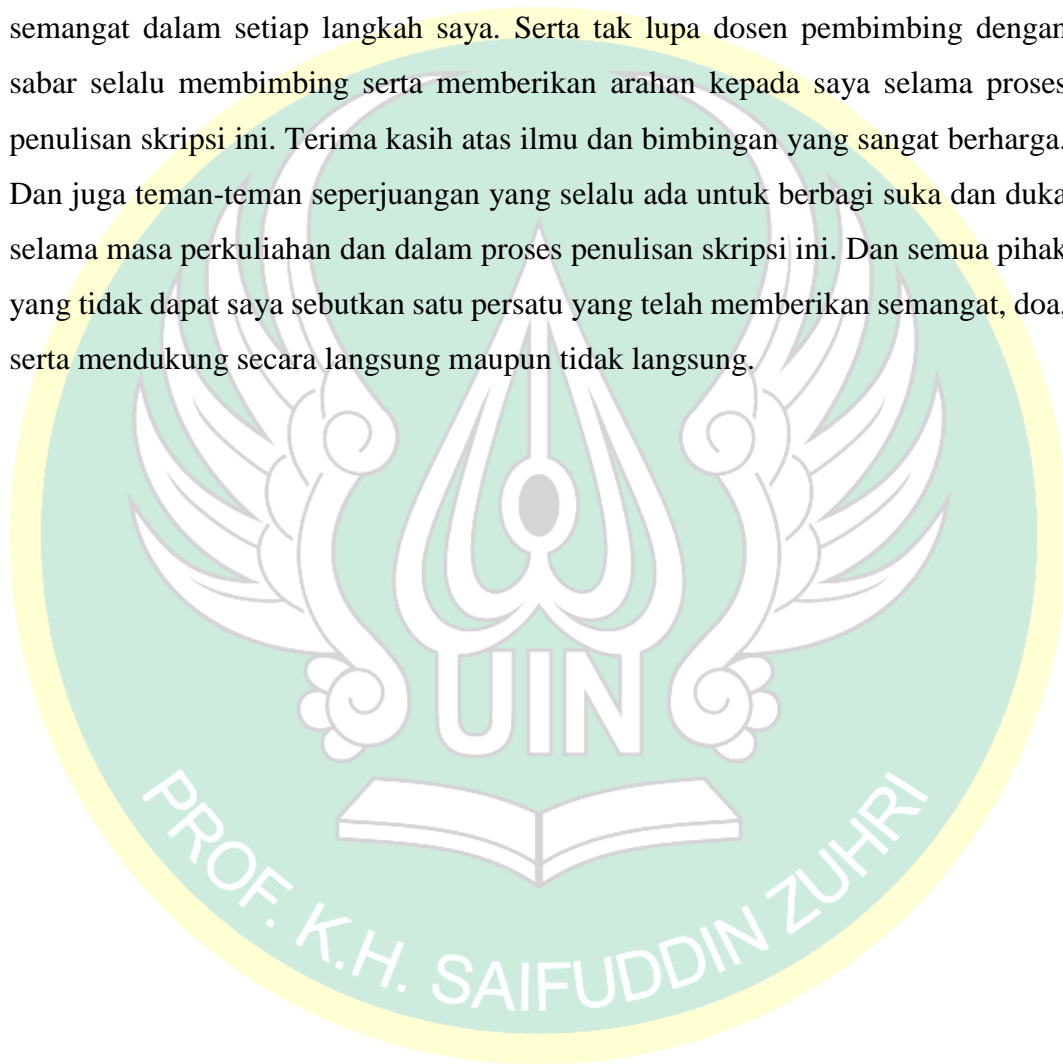 semangat dalam setiap langkah saya. Serta tak lupa dosen pembimbing dengan
sabar selalu membimbing serta memberikan arahan kepada saya selama proses
penulisan skripsi ini. Terima kasih atas ilmu dan bimbingan yang sangat berharga.
Dan juga teman-teman seperjuangan yang selalu ada untuk berbagi suka dan duka
selama masa perkuliahan dan dalam proses penulisan skripsi ini. Dan semua pihak
yang tidak dapat saya sebutkan satu persatu yang telah memberikan semangat, doa,
serta mendukung secara langsung maupun tidak langsung.
UIN
PROF. K.H. SAIFUDDIN ZUHRI